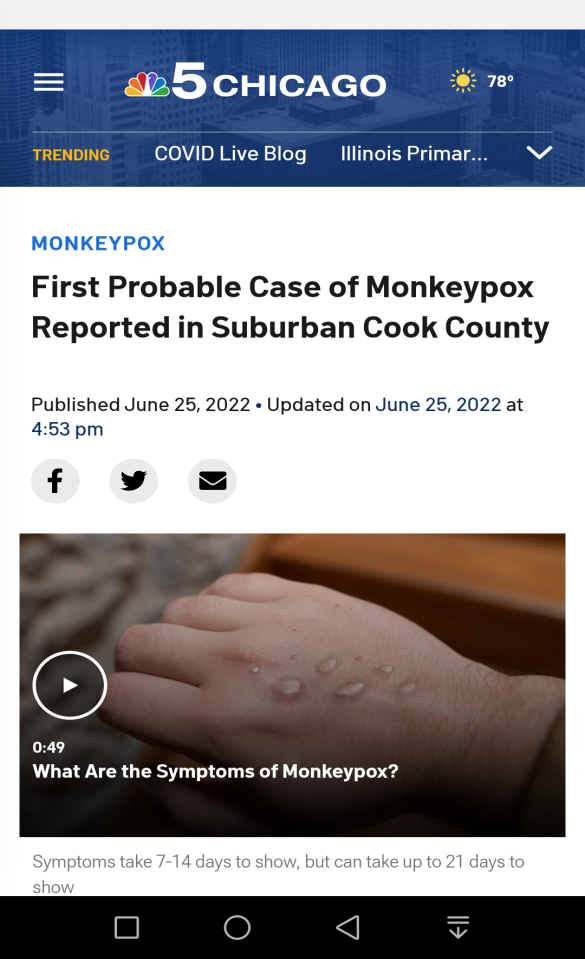 5 CHICAGO
78°
TRENDING COVID Live Blog Illinois Primar...
MONKEYPOX
First Probable Case of Monkeypox
Reported in Suburban Cook County
Published June 25, 2022 • Updated on June 25, 2022 at
4:53 pm
0:49
What Are the Symptoms of Monkeypox?
Symptoms take 7-14 days to show, but can take up to 21 days to
show